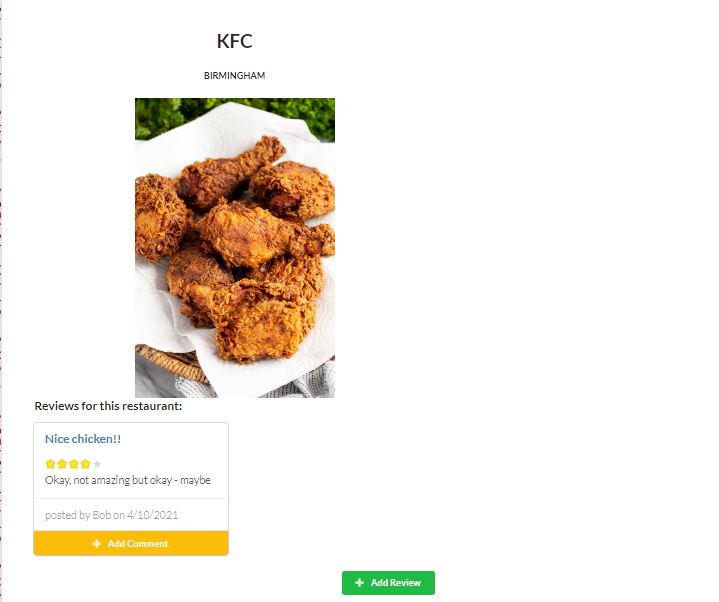 KFC
BIRMINGHAM
Reviews for this restaurant:
Nice chicken!!
Okay, not amazing but okay - maybe
posted by Bob on 4/10/2021
Add Comment
Add Review